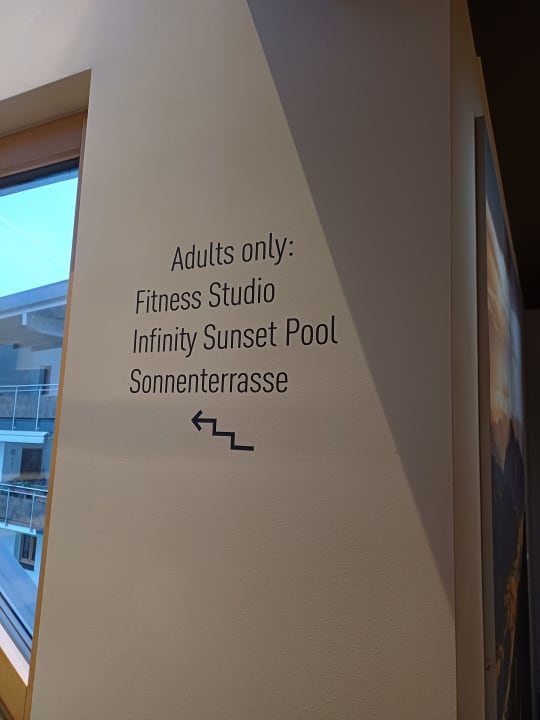 Adults only:
Fitness Studio
Infinity Sunset Pool
Sonnenterrasse